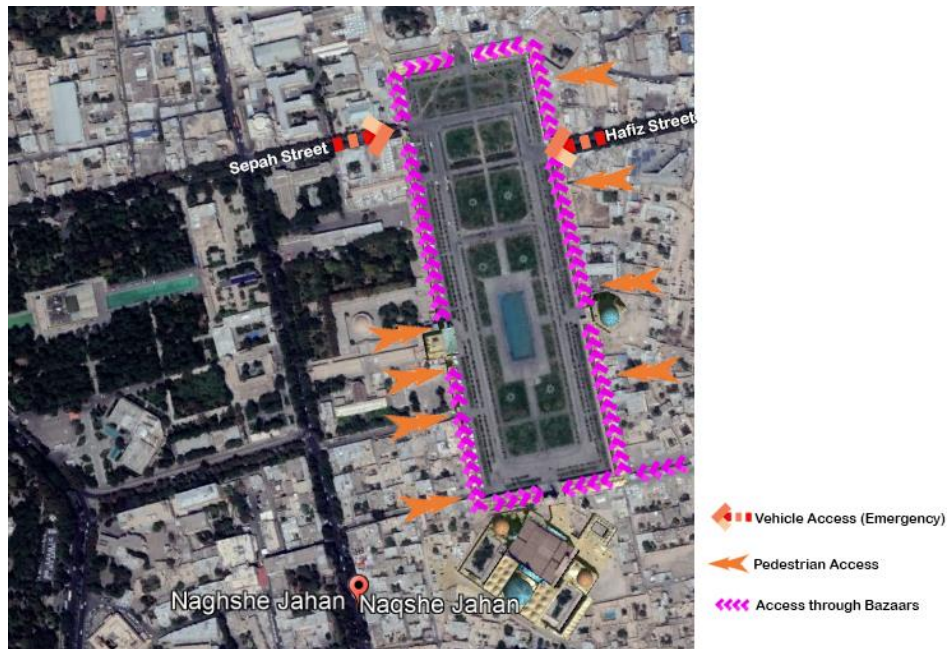 Sepah Street
Hafiz Street
Naghshe Jahan
Naqshe Jahan
Vehicle Access (Emergency)
Pedestrian Access
Access through Bazaars